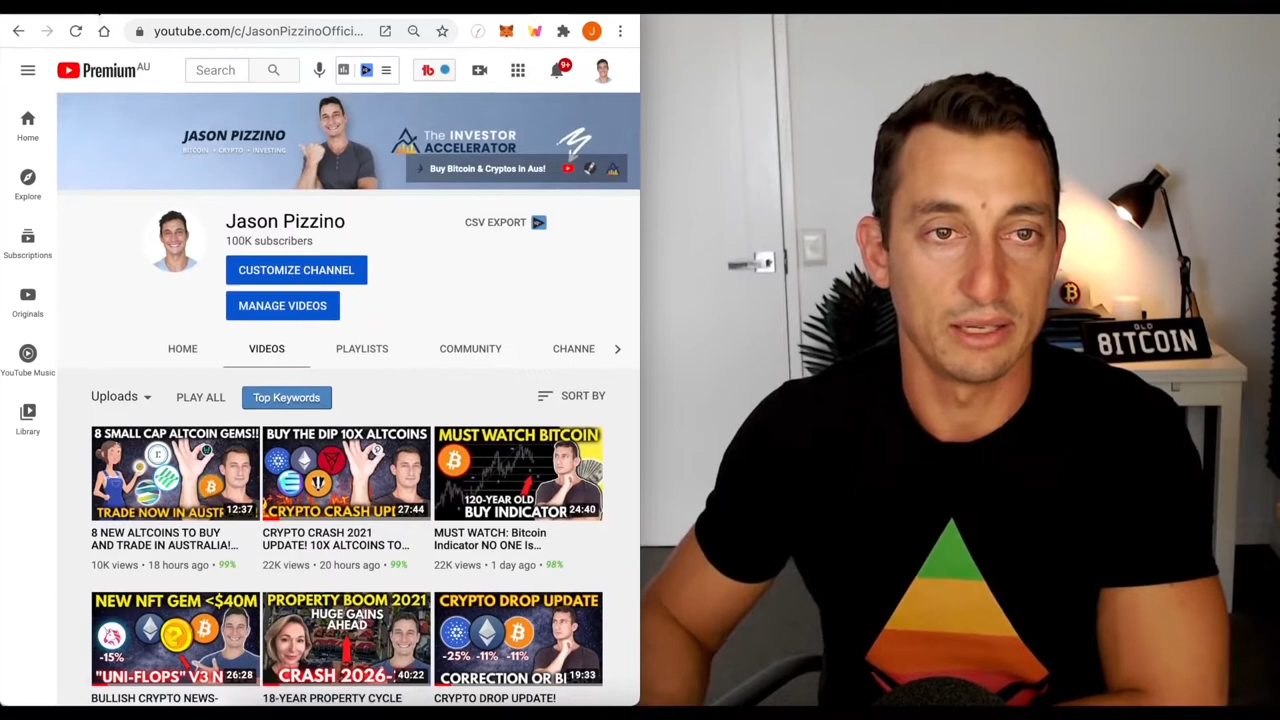 youtube.com/c/JasonPizzinoOffici...
J
Premium AU
Search
9+
Home
Explore
Subscriptions
Originals
YouTube Music
Library
JASON PIZZINO
BITCOIN • CRYPTO • INVESTING
The INVESTOR
ACCELERATOR
Buy Bitcoin & Cryptos in Aus!
Jason Pizzino
100K subscribers
CSV EXPORT
CUSTOMIZE CHANNEL
MANAGE VIDEOS
HOME
VIDEOS
PLAYLISTS
COMMUNITY
CHANNE
Uploads
PLAY ALL
Top Keywords
SORT BY
8 SMALL CAP ALTCOIN GEMS!!
TRADE NOW IN AUSTR
12:37
BUY THE DIP 10X ALTCOINS
CRYPTO CRASH UP
27:44
MUST WATCH BITCOIN
120-YEAR OLD
BUY INDICATOR
24:40
8 NEW ALTCOINS TO BUY
AND TRADE IN AUSTRALIA!...
10K views • 18 hours ago • 99%
CRYPTO CRASH 2021
UPDATE! 10X ALTCOINS TO...
22K views • 20 hours ago • 99%
MUST WATCH: Bitcoin
Indicator NO ONE Is...
22K views • 1 day ago • 98%
NEW NFT GEM <$40M
-15%
"UNI-FLOPS" V3 N
26:28
PROPERTY BOOM 2021
HUGE GAINS
AHEAD
CRASH 2026-
40:22
CRYPTO DROP UPDATE
-25% -11% -11%
CORRECTION OR B
19:33
BULLISH CRYPTO NEWS-
18-YEAR PROPERTY CYCLE
CRYPTO DROP UPDATE!
QLD
8ITCOIN